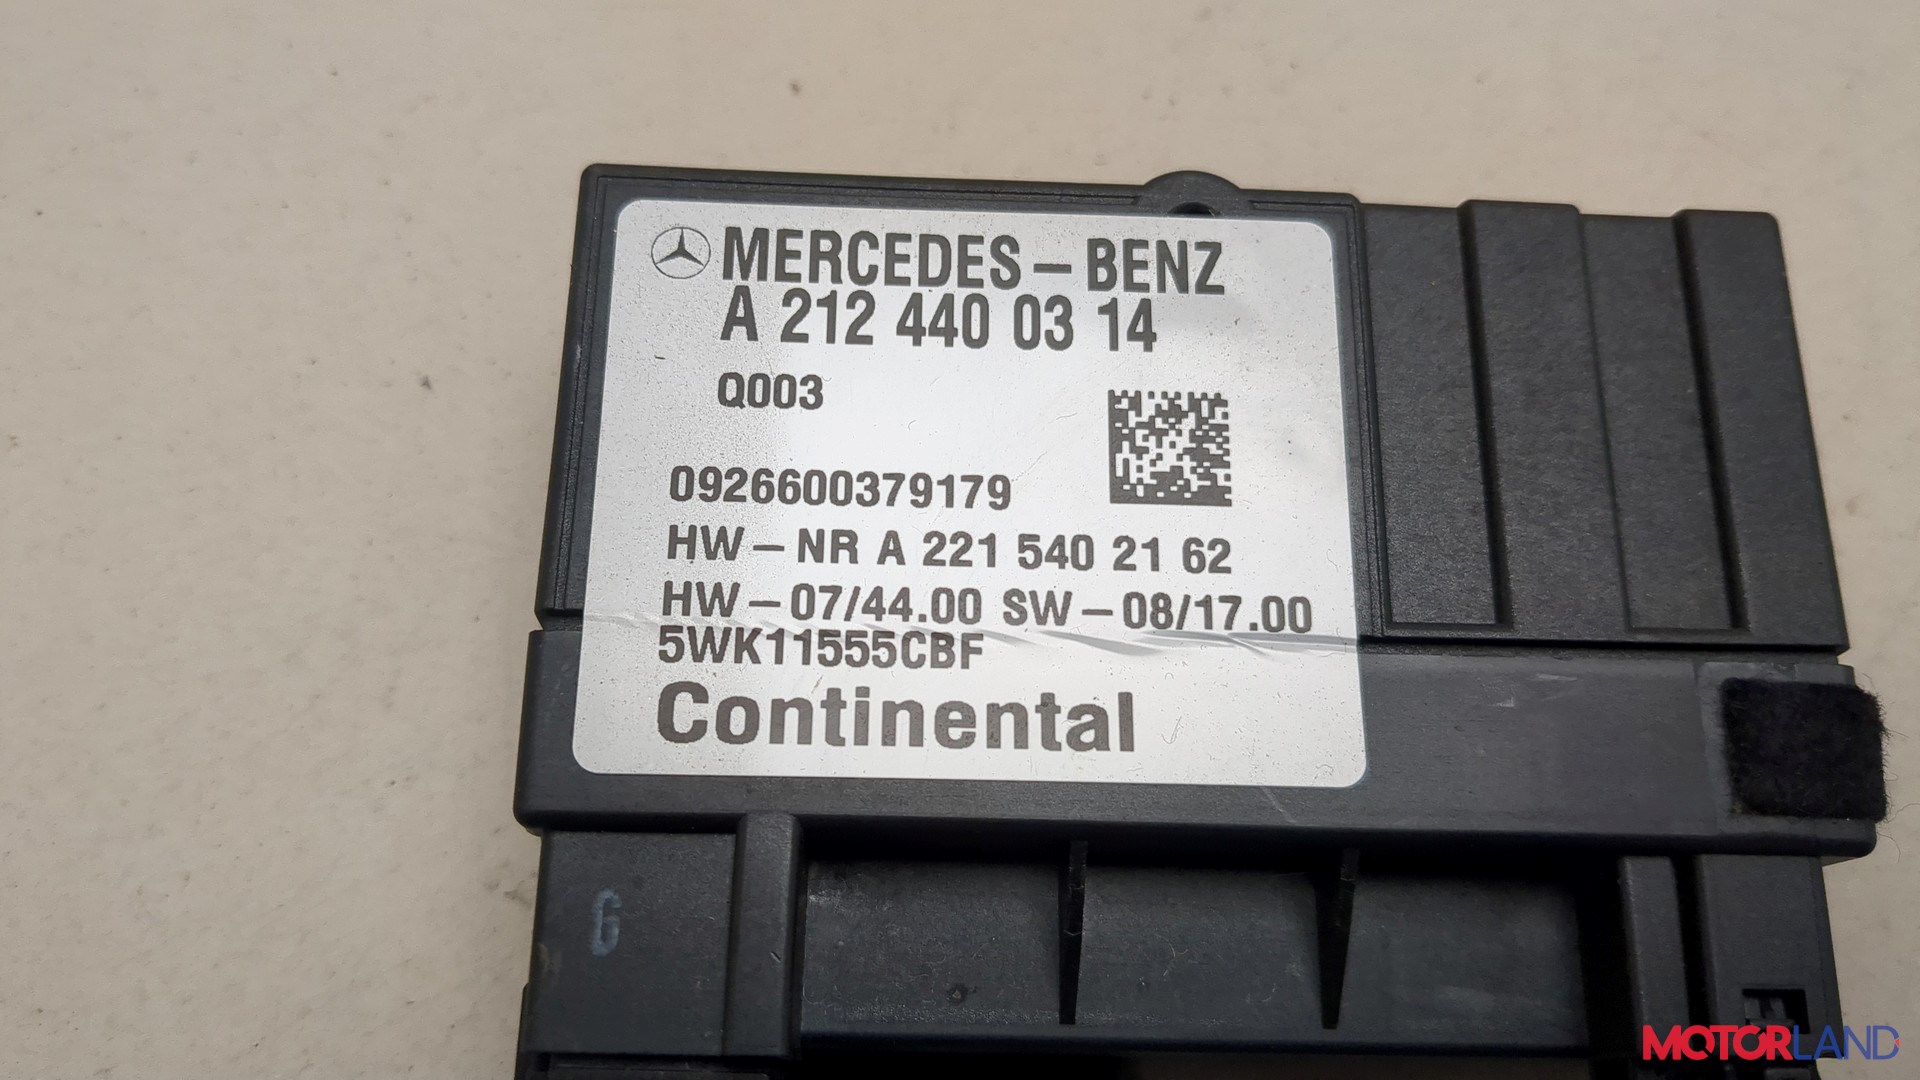 MERCEDES-BENZ
A 212 440 03 14
Q003
0926600379179
HW-NR A 221 540 21 62
HW-07/44.00 SW-08/17.00
5WK11555CBF
Continental
G
MOTORLAND